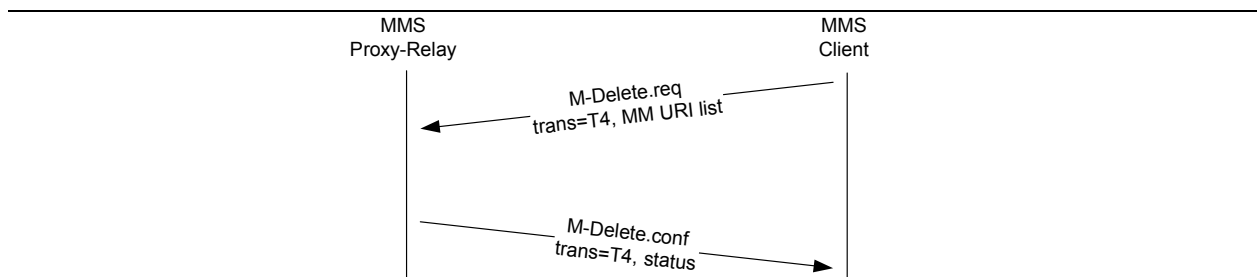 MMS
Proxy-Relay
MMS
Client
M-Delete.req
trans=T4, MM URI list
M-Delete.conf
trans=T4, status